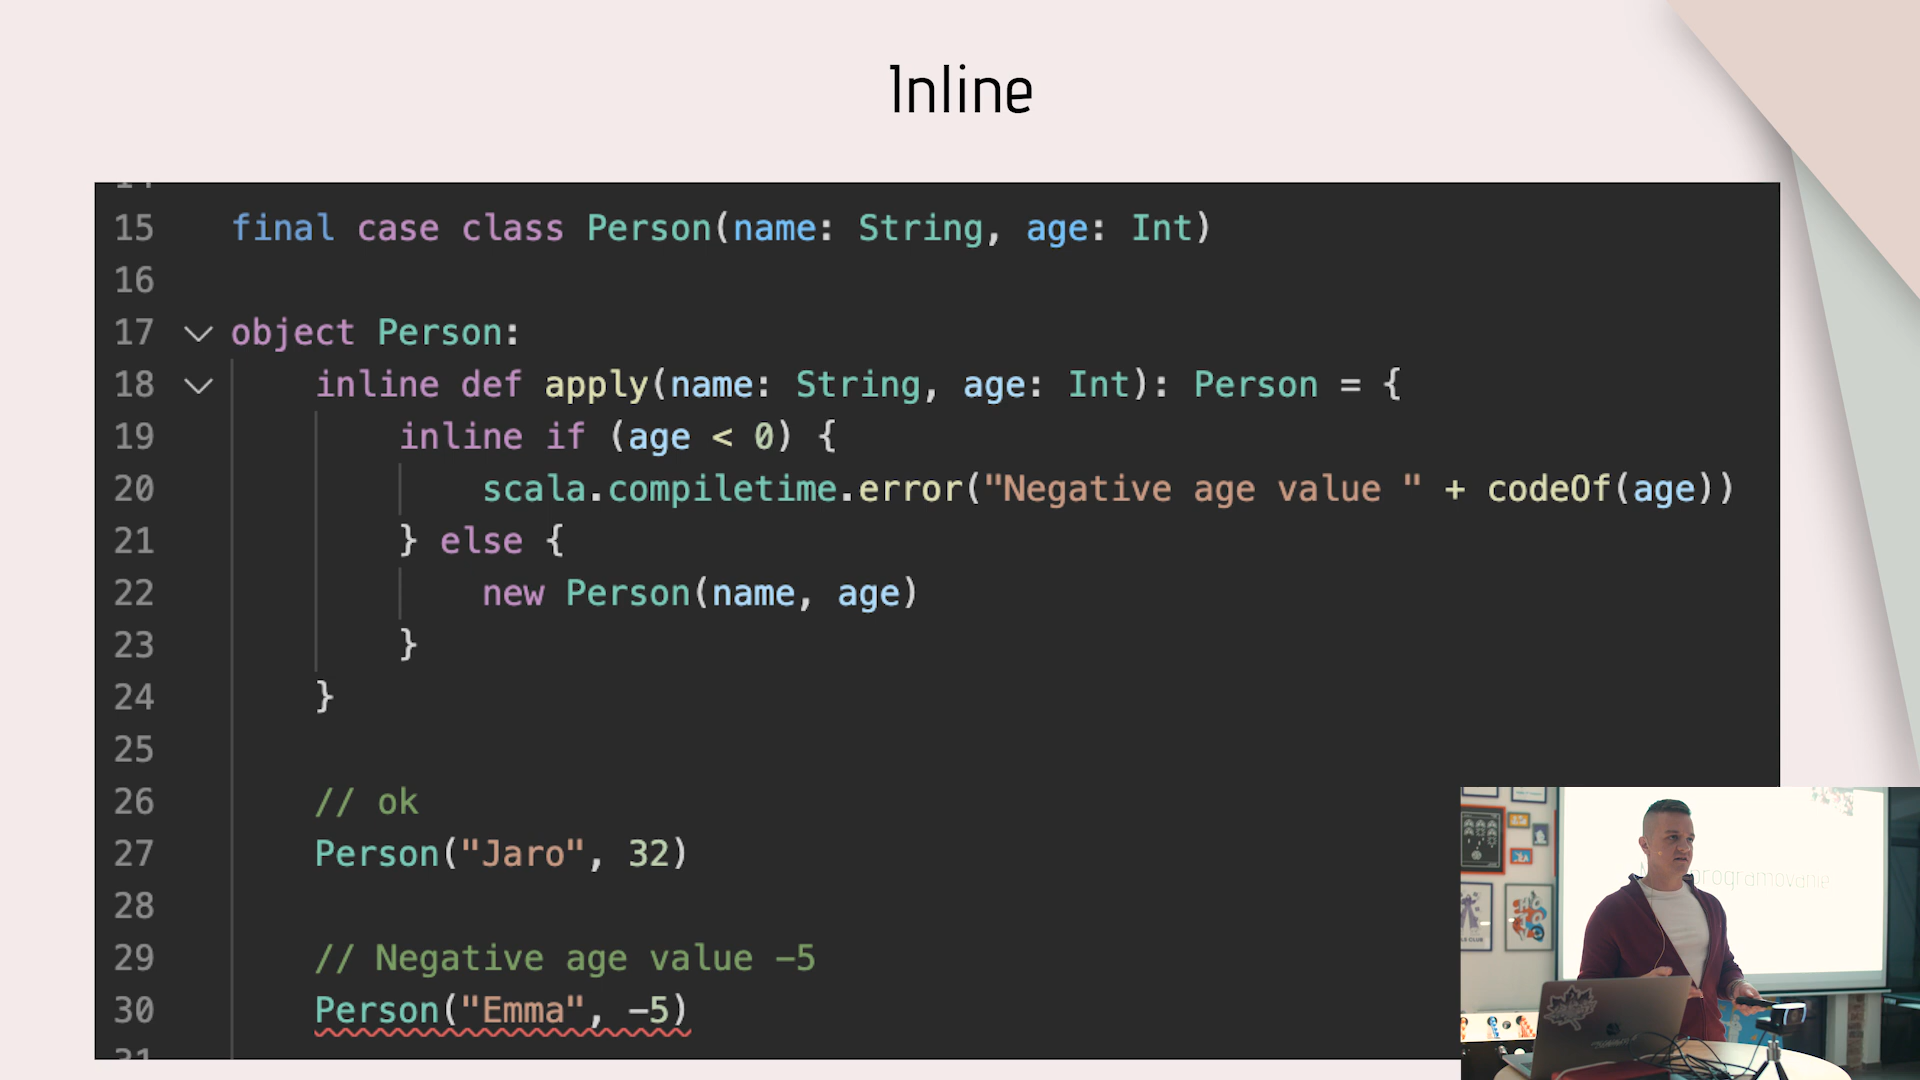 Inline
15 final case class Person(name: String, age: Int)
16
17 object Person:
18 inline def apply(name: String, age: Int): Person = {
19 inline if (age < 0) {
20 scala.compiletime.error("Negative age value " + codeOf(age))
21 } else {
22 new Person(name, age)
23 }
24 }
25
26 // ok
27 Person("Jaro", 32)
28
29 // Negative age value -5
30 Person("Emma", -5)